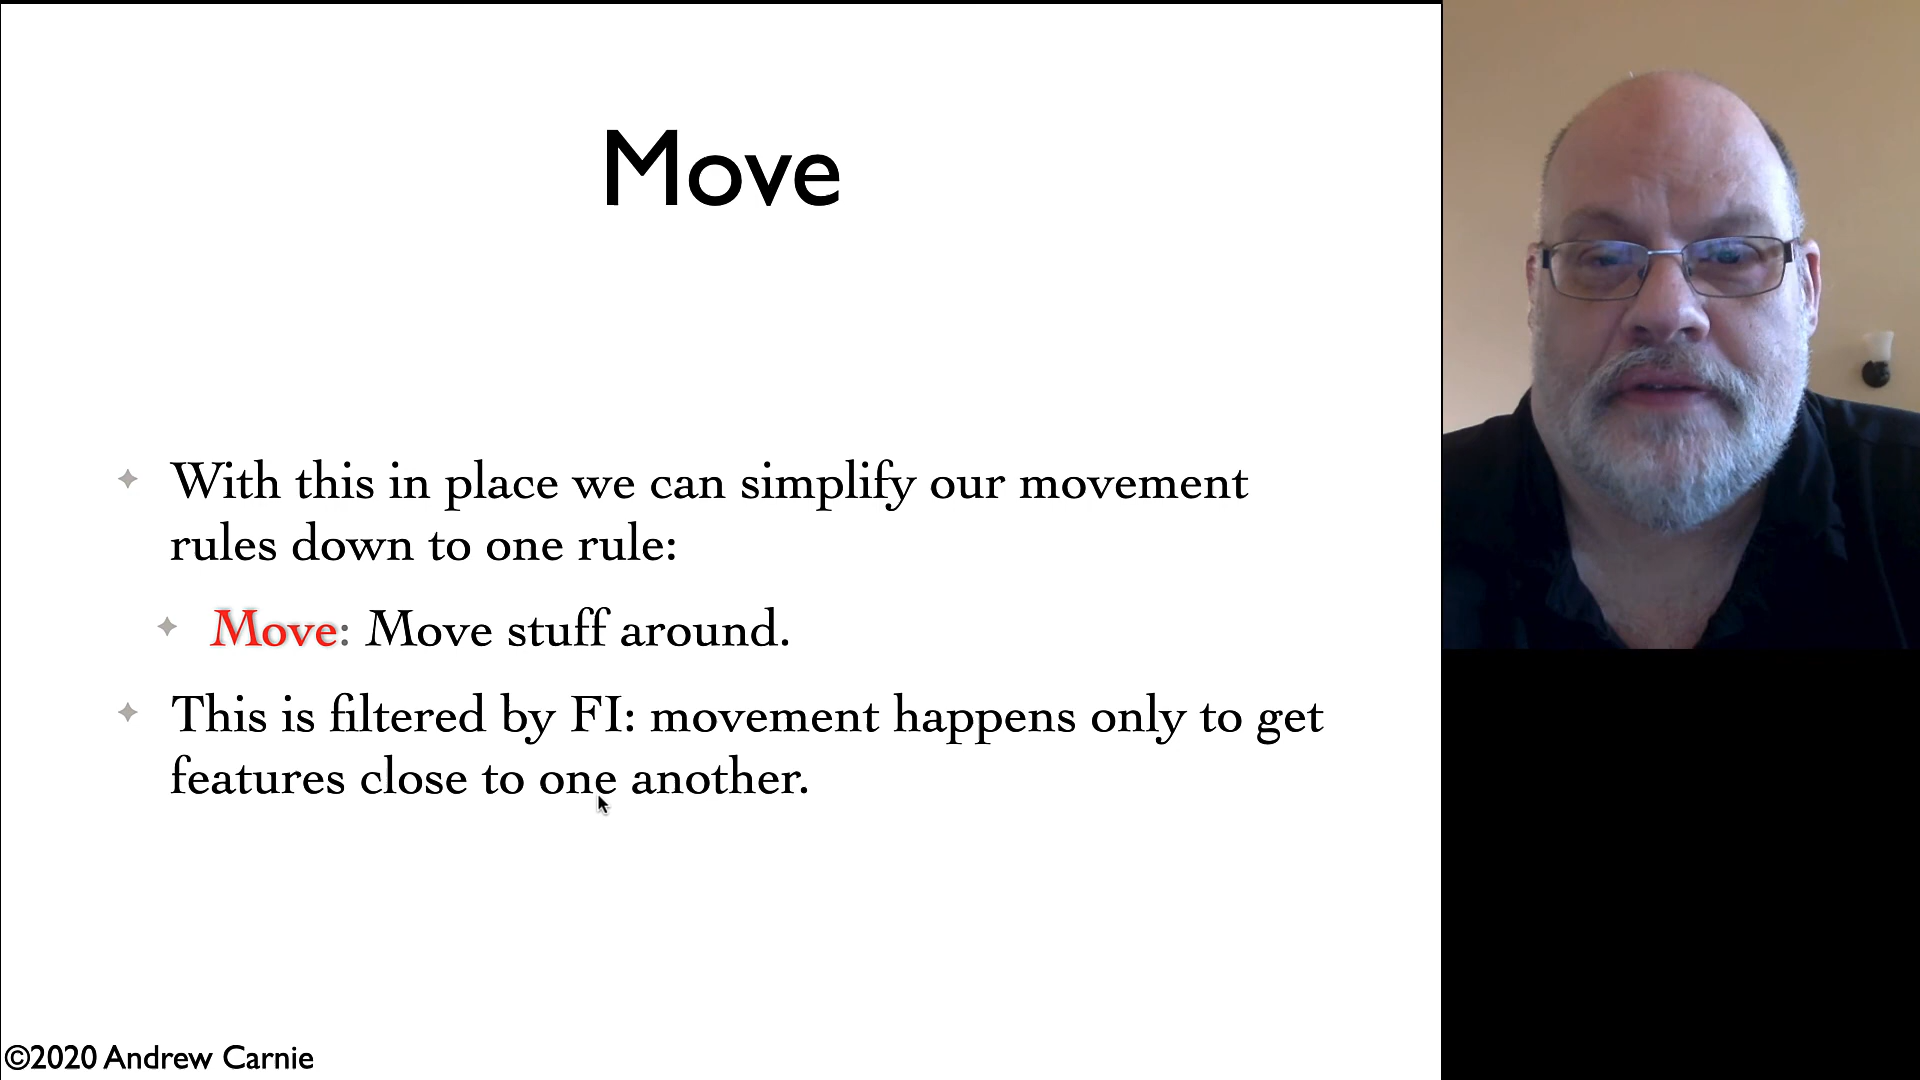 Move
With this in place we can simplify our movement
rules down to one rule:
Move: Move stuff around.
This is filtered by FI: movement happens only to get
features close to one another.
©2020 Andrew Carnie